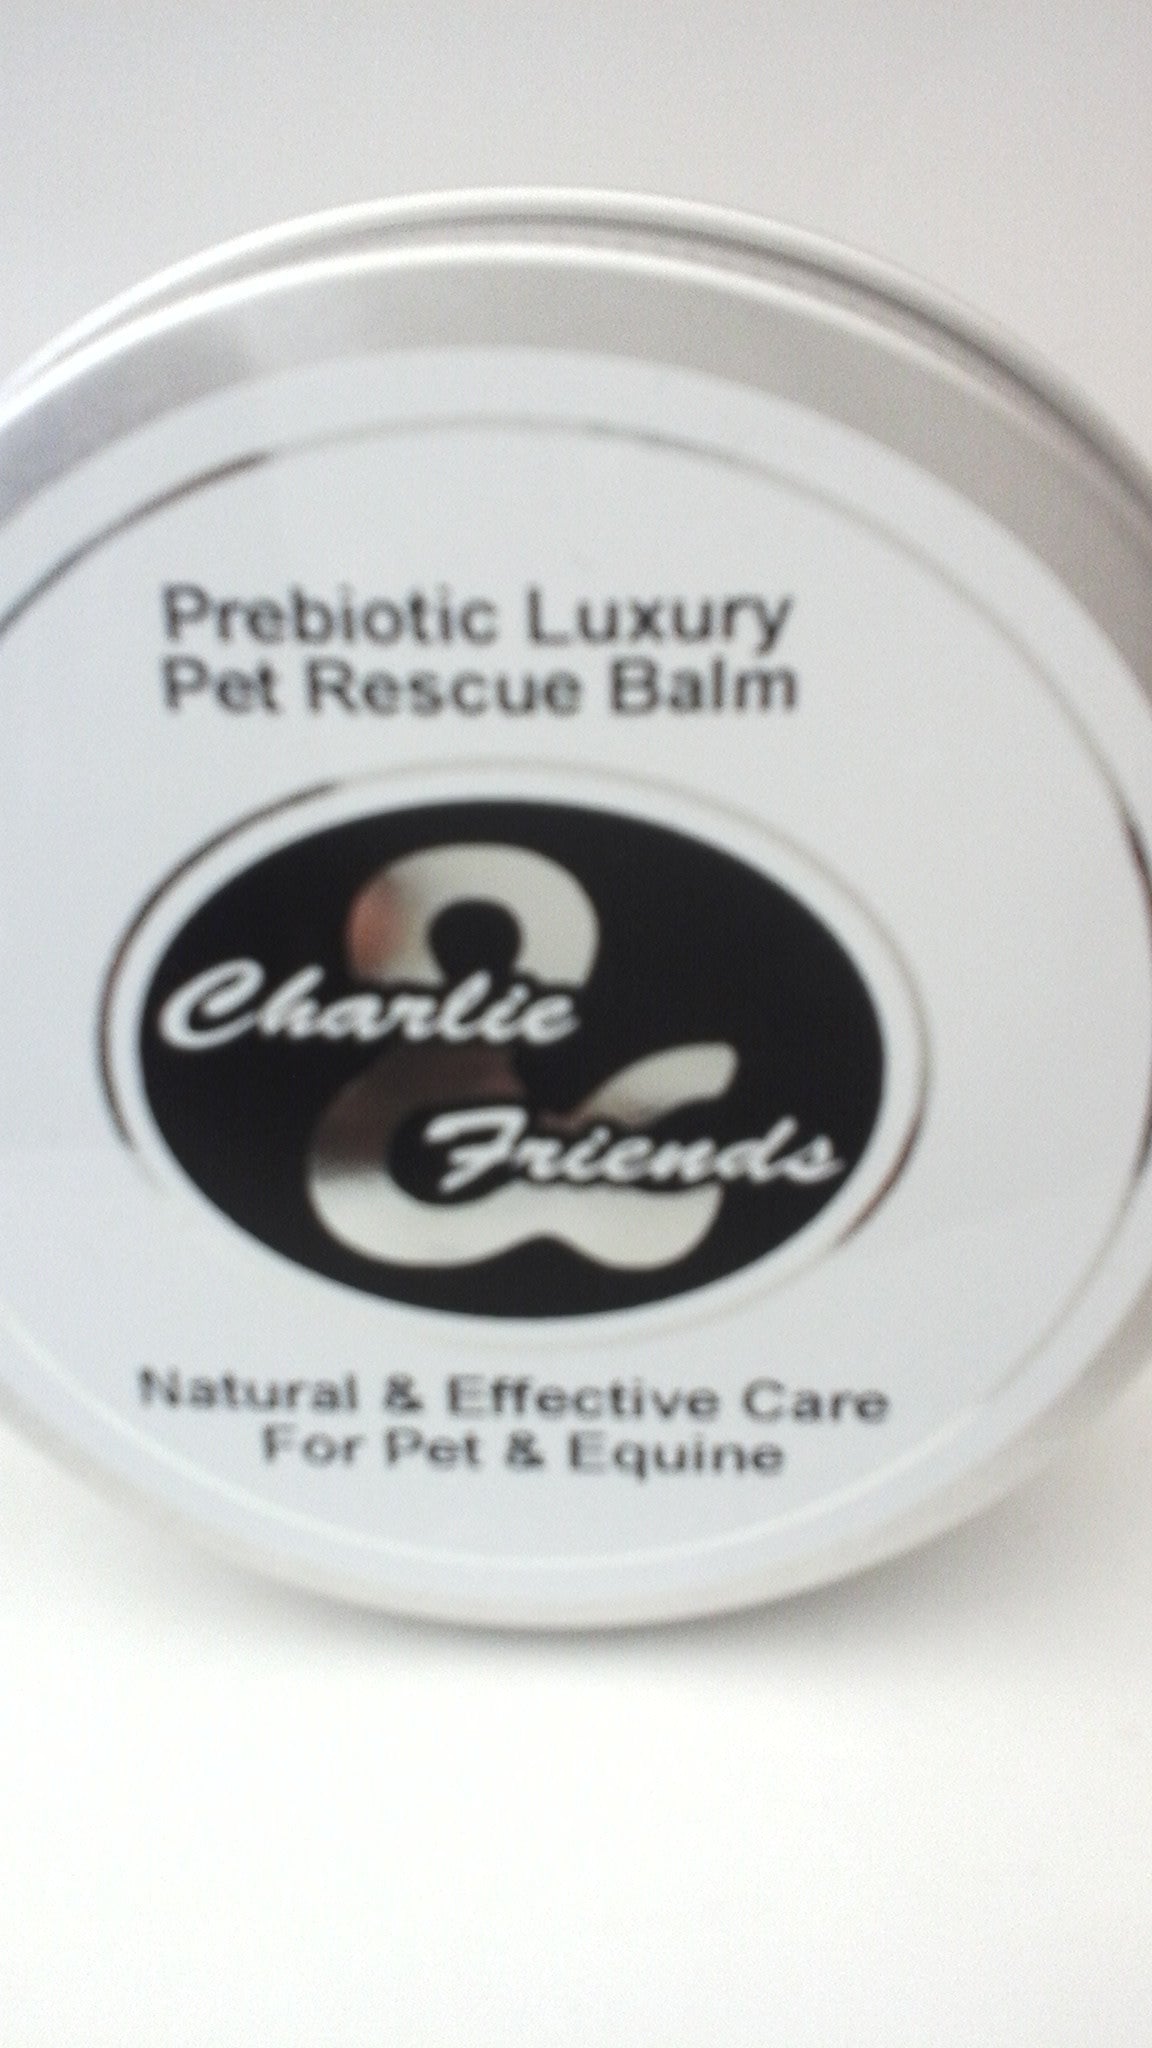 Prebiotic Luxury
Pet Rescue Balm
Charlie
&
Friends
Natural & Effective Care
For Pet & Equine